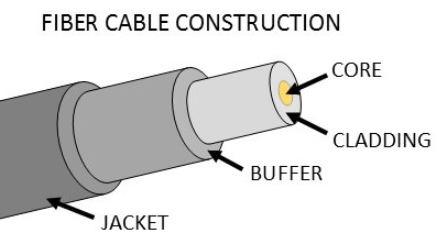 FIBER CABLE CONSTRUCTION
CORE
CLADDING
BUFFER
JACKET